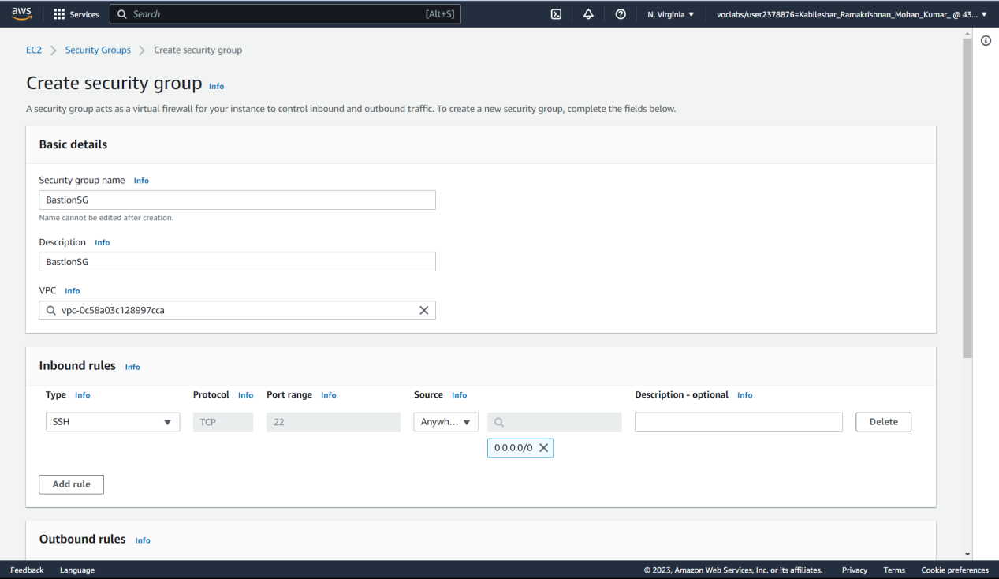 aws Services Search [Alt+S] N. Virginia voclabs/user2378876=Kabileshar_Ramakrishnan_Mohan_Kumar_ @ 43...
EC2 Security Groups Create security group
Create security group Info
A security group acts as a virtual firewall for your instance to control inbound and outbound traffic. To create a new security group, complete the fields below.
Basic details
Security group name Info
BastionSG
Name cannot be edited after creation.
Description Info
BastionSG
VPC Info
vpc-0c58a03c128997cca
Inbound rules Info
Type Info Protocol Info Port range Info Source Info Description - optional Info
SSH TCP 22 Anywh... Delete
0.0.0.0/0
Add rule
Outbound rules Info
Feedback Language © 2023, Amazon Web Services, Inc. or its affiliates. Privacy Terms Cookie preferences